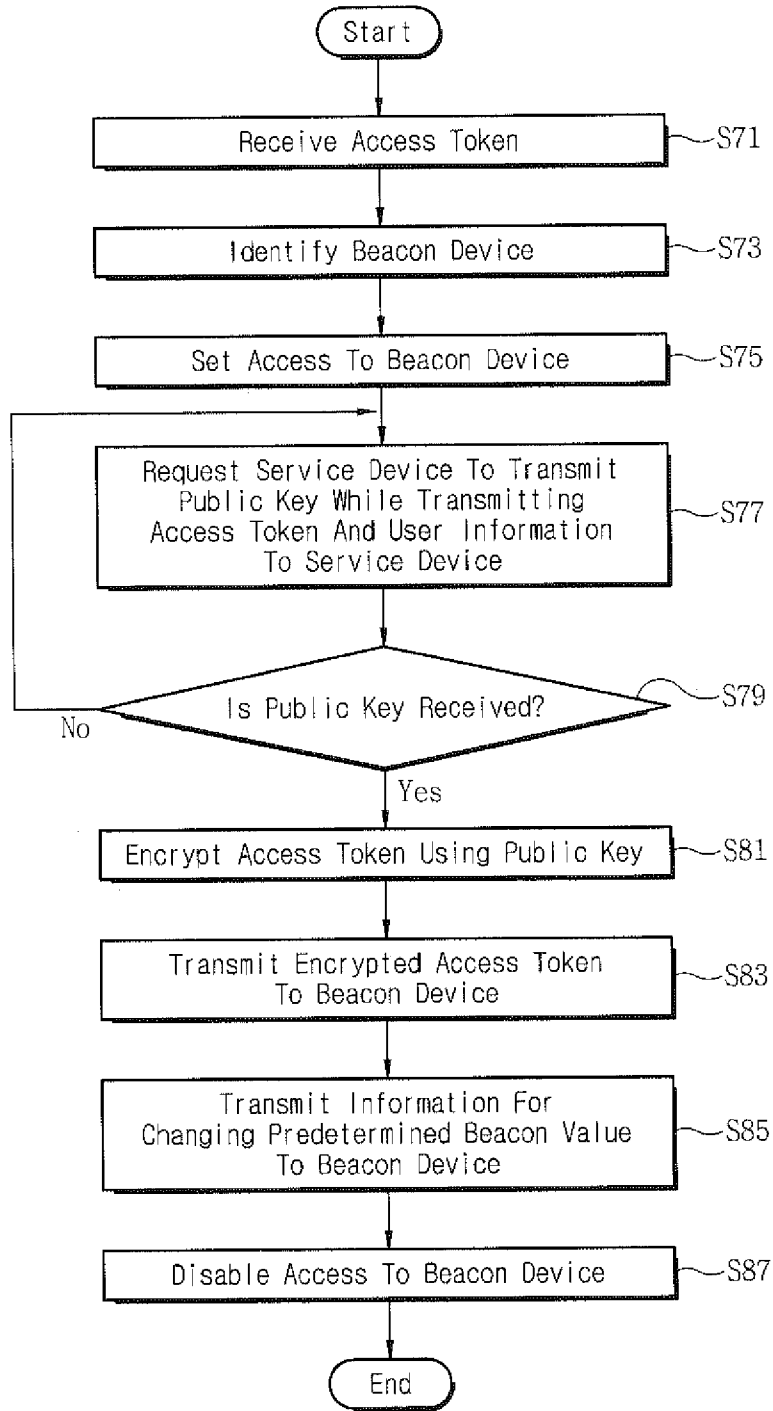 Start
Receive Access Token
S71
Identify Beacon Device
S73
Set Access To Beacon Device
S75
Request Service Device To Transmit
Public Key While Transmitting
Access Token And User Information
To Service Device
S77
Is Public Key Received?
S79
No
Yes
Encrypt Access Token Using Public Key
S81
Transmit Encrypted Access Token
To Beacon Device
S83
Transmit Information For
Changing Predetermined Beacon Value
To Beacon Device
S85
Disable Access To Beacon Device
S87
End